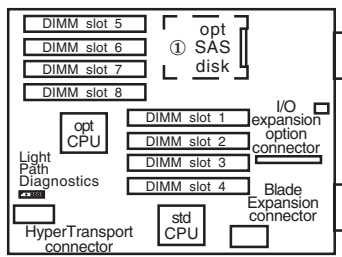 DIMM slot 5
DIMM slot 6
DIMM slot 7
DIMM slot 8
① opt
SAS
disk
opt
CPU
DIMM slot 1
DIMM slot 2
DIMM slot 3
DIMM slot 4
I/O
expansion
option
connector
Light
Path
Diagnostics
HyperTransport
connector
std
CPU
Blade
Expansion
connector